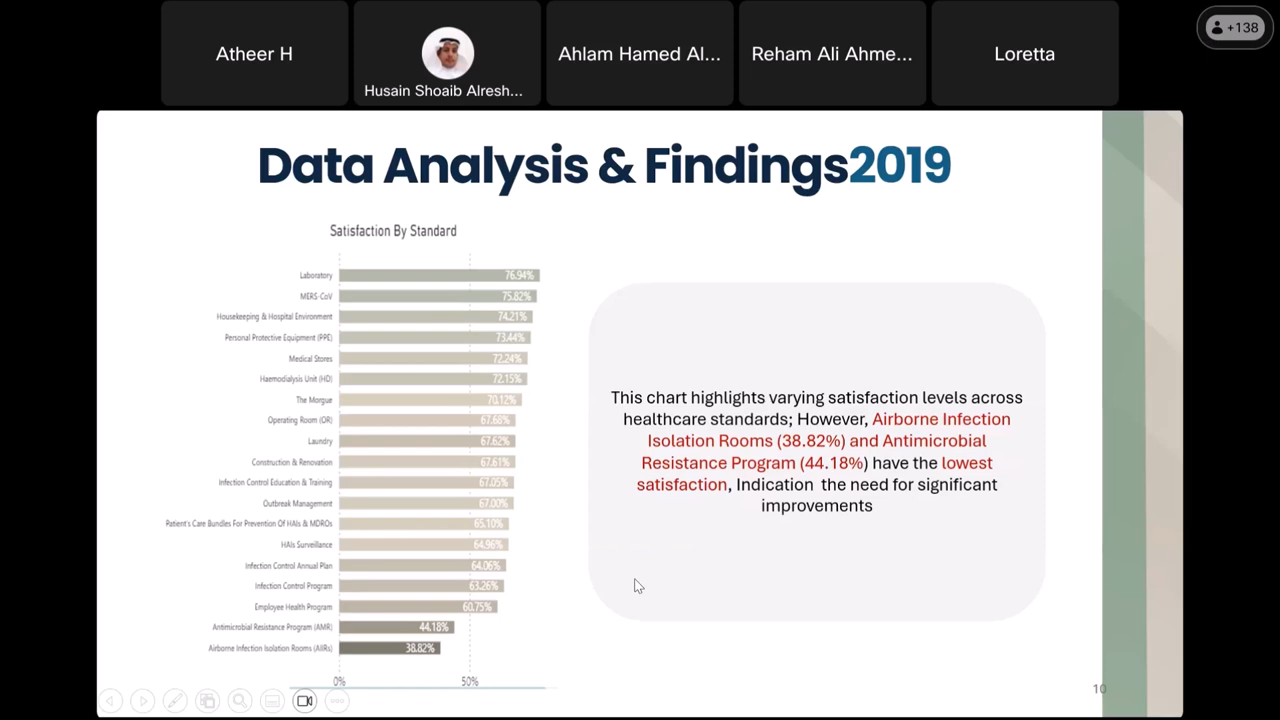 Atheer H
Husain Shoaib Alresh...
Ahlam Hamed Al...
Reham Ali Ahme...
Loretta
+138
Data Analysis & Findings2019
Satisfaction By Standard
Laboratory 76.94%
MERS-CoV 75.82%
Housekeeping & Hospital Environment 74.21%
Personal Protective Equipment (PPE) 73.44%
Medical Stores 72.24%
Haemodialysis Unit (HD) 72.15%
The Morgue 70.12%
Operating Room (OR) 67.68%
Laundry 67.62%
Construction & Renovation 67.61%
Infection Control Education & Training 67.05%
Outbreak Management 67.00%
Patient's Care Bundles For Prevention Of HAIs & MDROs 65.10%
HAIs Surveillance 64.96%
Infection Control Annual Plan 64.06%
Infection Control Program 63.26%
Employee Health Program 60.75%
Antimicrobial Resistance Program (AMR) 44.18%
Airborne Infection Isolation Rooms (AIIRs) 38.82%
0% 50%
This chart highlights varying satisfaction levels across
healthcare standards; However, Airborne Infection
Isolation Rooms (38.82%) and Antimicrobial
Resistance Program (44.18%) have the lowest
satisfaction, Indication the need for significant
improvements
10